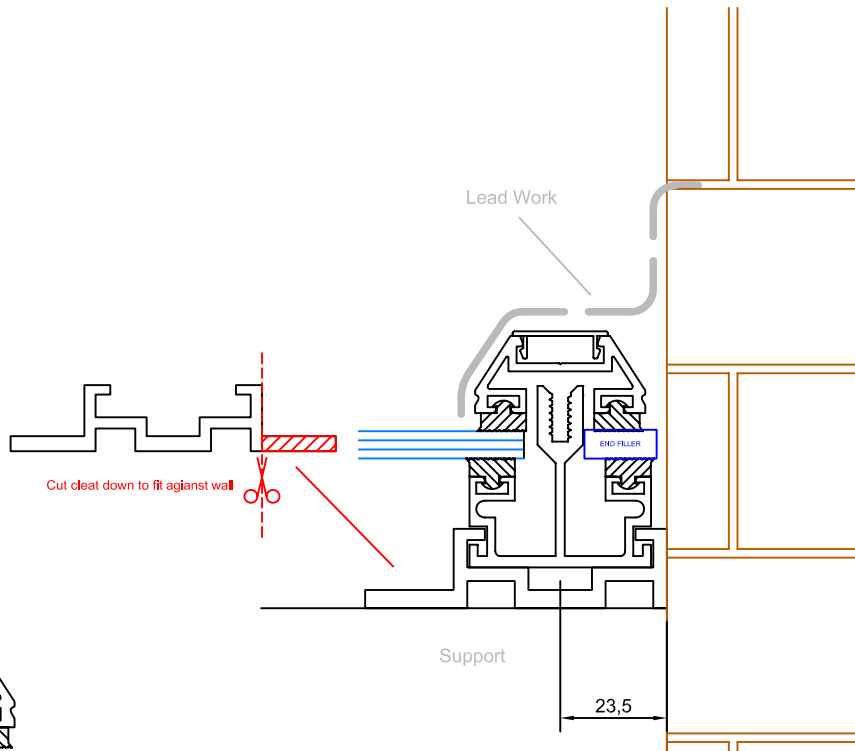 Lead Work
END FILLER
Cut cleat down to fit agianst wall
Support
23,5